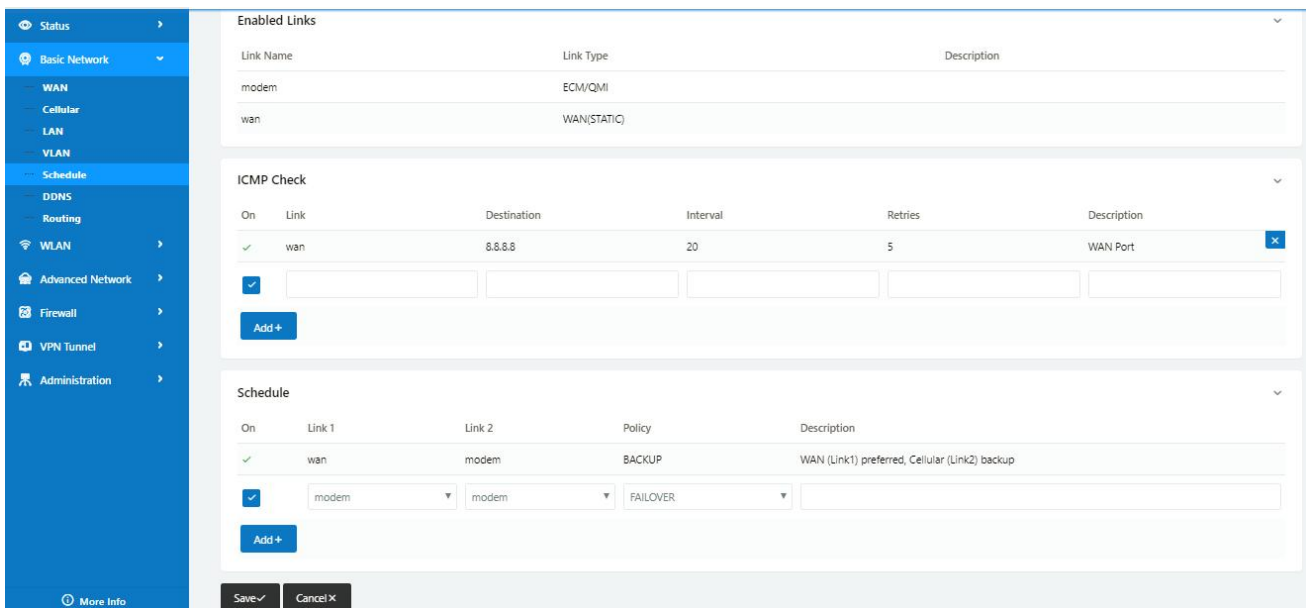 Status
Basic Network
WAN
Cellular
LAN
VLAN
Schedule
DDNS
Routing
WLAN
Advanced Network
Firewall
VPN Tunnel
Administration
More Info
Enabled Links
Link Name Link Type Description
modem ECM/QMI
wan WAN(STATIC)
ICMP Check
On Link Destination Interval Retries Description
wan 8.8.8.8 20 5 WAN Port
Add +
Schedule
On Link 1 Link 2 Policy Description
wan modem BACKUP WAN (Link1) preferred, Cellular (Link2) backup
modem modem FAILOVER
Add +
Save Cancel